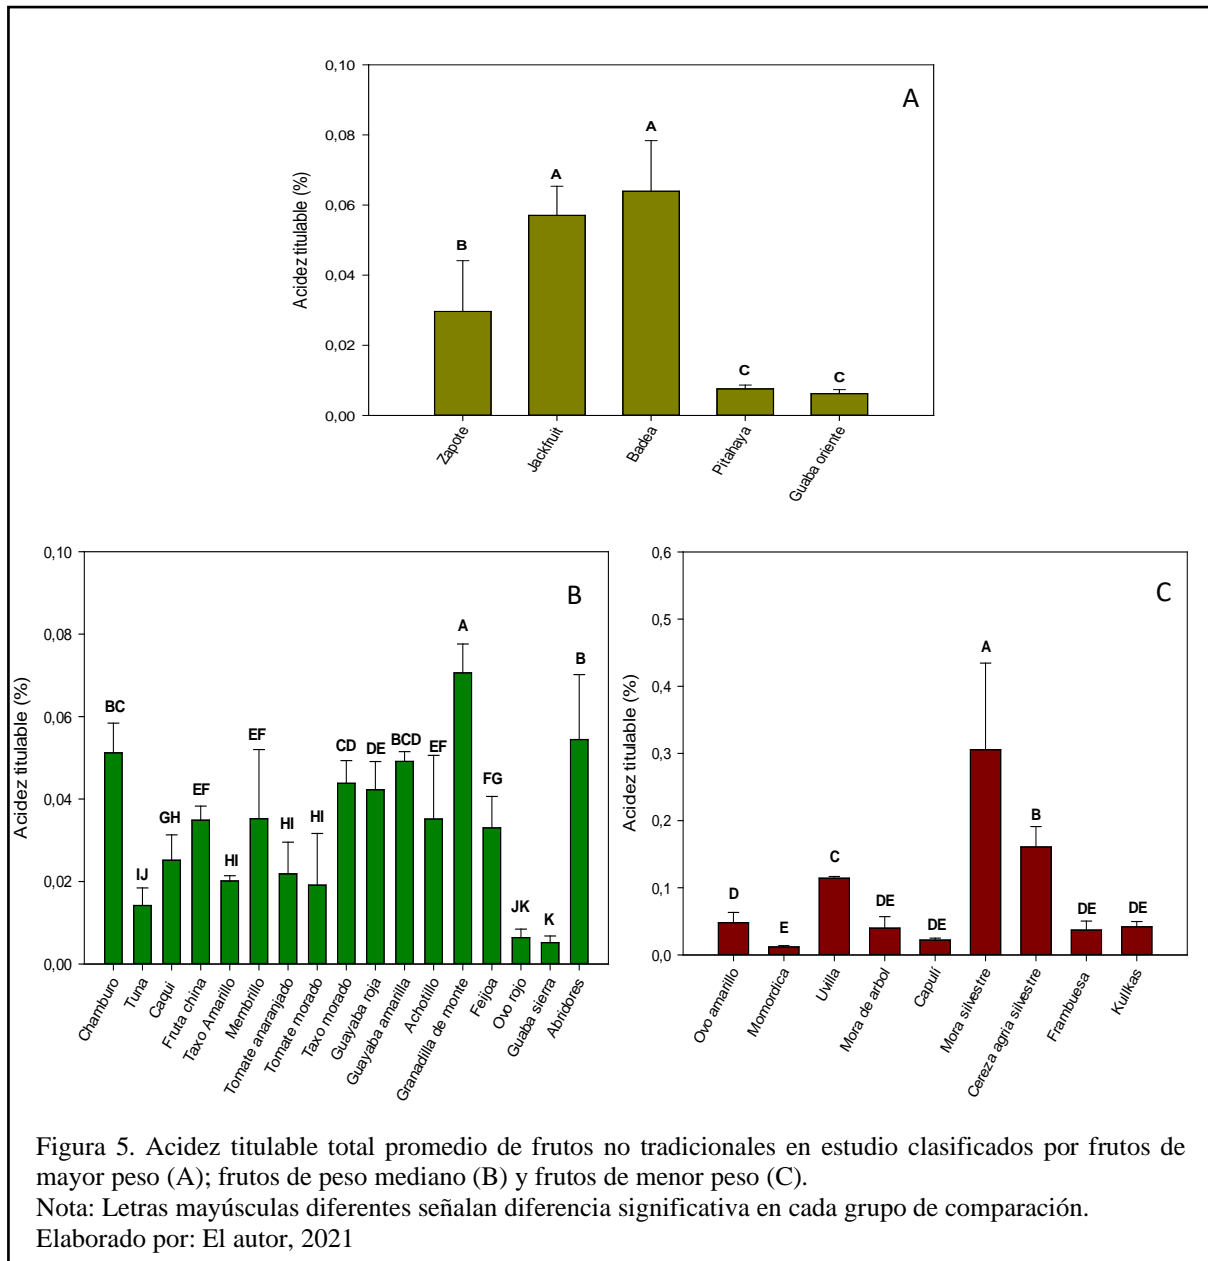 0,10
0,08
0,06
0,04
0,02
0,00
Acidez titulable (%)
A
B
A
A
C
C
Zapote
Jackfruit
Badea
Pitahaya
Guaba oriente
0,10
0,08
0,06
0,04
0,02
0,00
Acidez titulable (%)
B
BC
IJ
GH
EF
HI
EF
HI
HI
CD
DE
BCD
EF
A
FG
JK
K
B
Chamburo
Tuna
Caqui
Fruta china
Taxo Amarillo
Membrillo
Tomate anaranjado
Tomate morado
Taxo morado
Guayaba roja
Guayaba amarilla
Achotillo
Granadilla de monte
Feijoa
Ovo rojo
Guaba sierra
Abridores
0,6
0,5
0,4
0,3
0,2
0,1
0,0
Acidez titulable (%)
C
D
E
C
DE
DE
A
B
DE
DE
Ovo amarillo
Momordica
Uvilla
Mora de arbol
Capulí
Mora silvestre
Cereza agria silvestre
Frambuesa
Kullkas
Figura 5. Acidez titulable total promedio de frutos no tradicionales en estudio clasificados por frutos de
mayor peso (A); frutos de peso mediano (B) y frutos de menor peso (C).
Nota: Letras mayúsculas diferentes señalan diferencia significativa en cada grupo de comparación.
Elaborado por: El autor, 2021